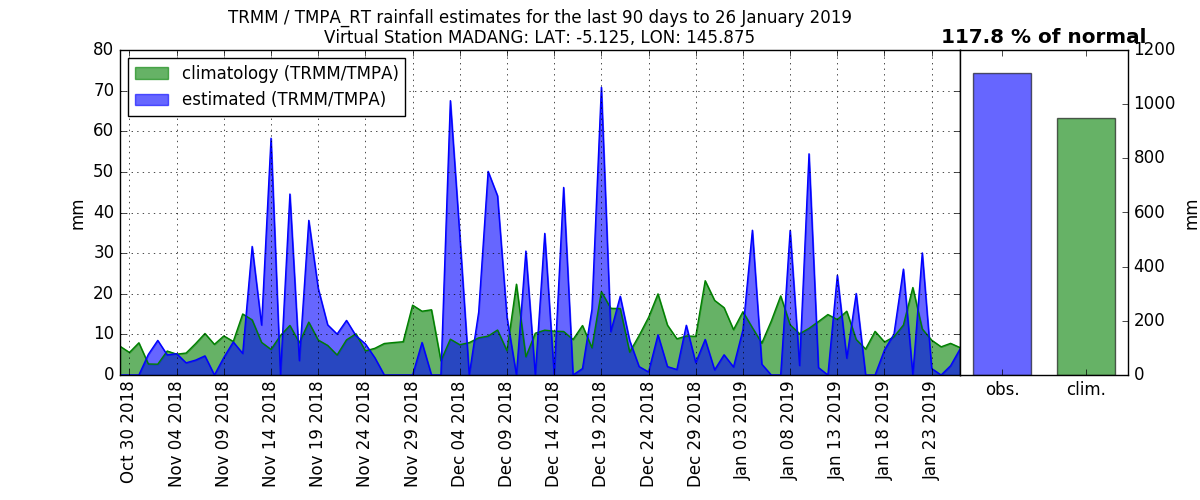 TRMM / TMPA_RT rainfall estimates for the last 90 days to 26 January 2019
Virtual Station MADANG: LAT: -5.125, LON: 145.875
117.8 % of normal
climatology (TRMM/TMPA)
estimated (TRMM/TMPA)
mm
80
70
60
50
40
30
20
10
0
Oct 30 2018
Nov 04 2018
Nov 09 2018
Nov 14 2018
Nov 19 2018
Nov 24 2018
Nov 29 2018
Dec 04 2018
Dec 09 2018
Dec 14 2018
Dec 19 2018
Dec 24 2018
Dec 29 2018
Jan 03 2019
Jan 08 2019
Jan 13 2019
Jan 18 2019
Jan 23 2019
obs.
clim.
1200
1000
800
600
400
200
0
mm